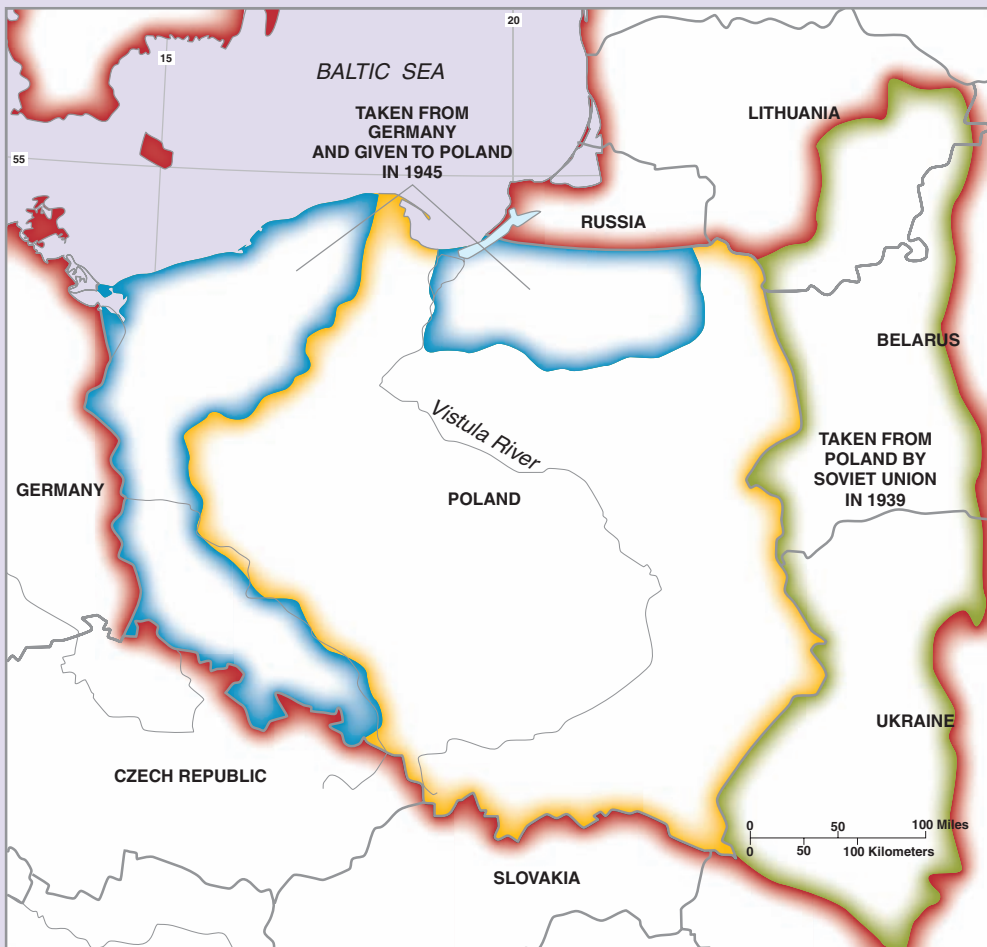 20
15
BALTIC SEA
TAKEN FROM
GERMANY
AND GIVEN TO POLAND
IN 1945
LITHUANIA
55
RUSSIA
BELARUS
Vistula River
TAKEN FROM
POLAND BY
SOVIET UNION
IN 1939
GERMANY
POLAND
UKRAINE
CZECH REPUBLIC
0 50 100 Miles
0 50 100 Kilometers
SLOVAKIA